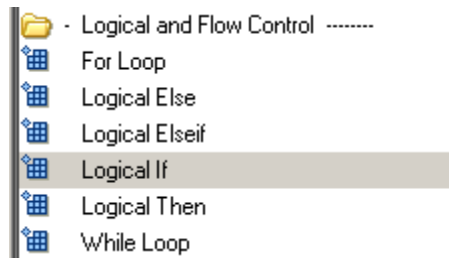 - Logical and Flow Control --------
For Loop
Logical Else
Logical Elseif
Logical If
Logical Then
While Loop